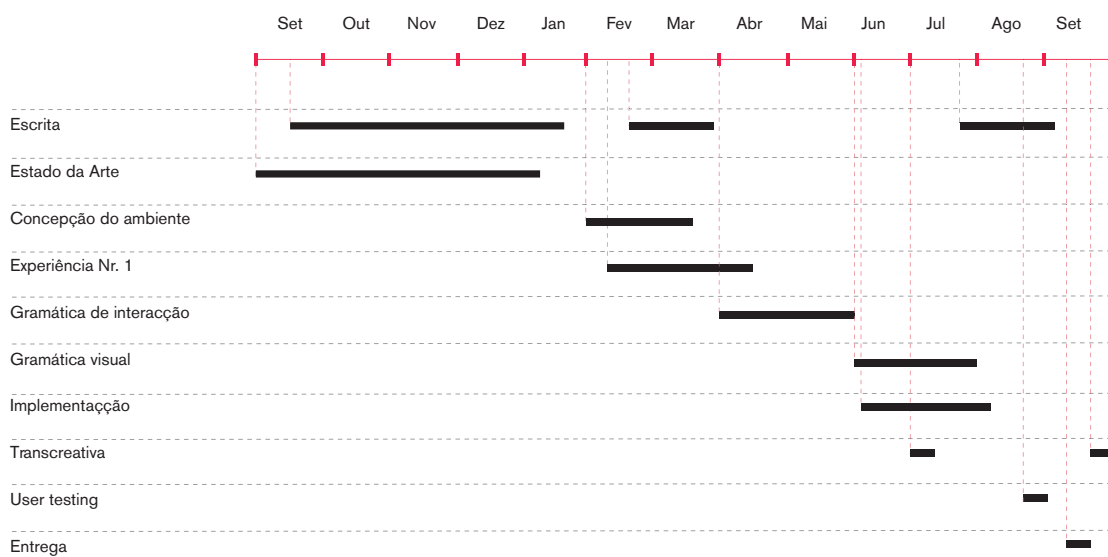 Set Out Nov Dez Jan Fev Mar Abr Mai Jun Jul Ago Set
Escrita
Estado da Arte
Concepção do ambiente
Experiência Nr. 1
Gramática de interacção
Gramática visual
Implementaçção
Transcreativa
User testing
Entrega